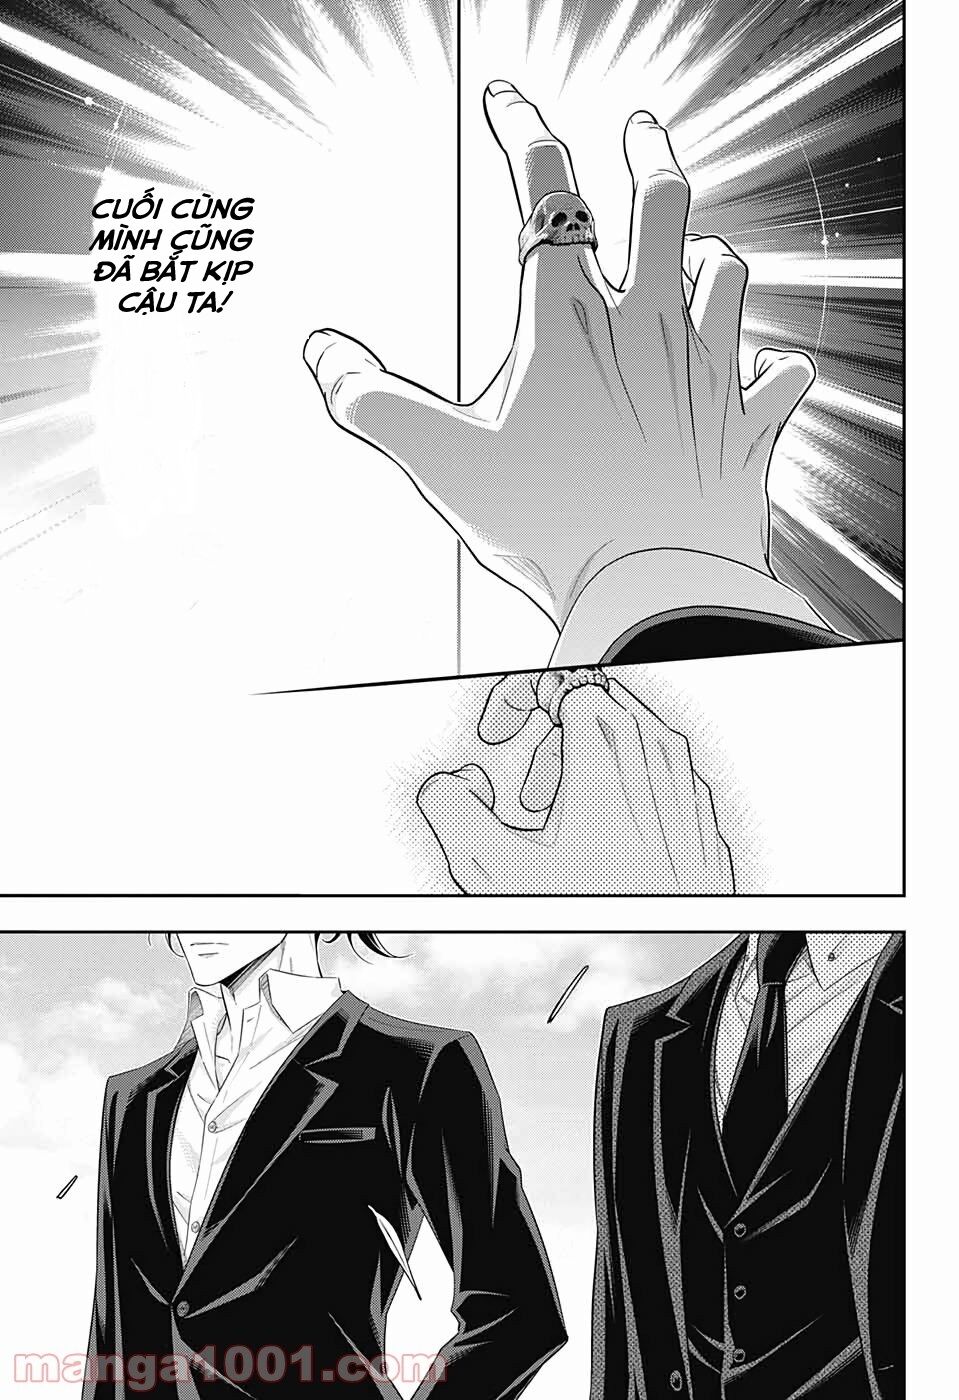 CUỐI CÙNG
MÌNH CŨNG
ĐÃ BẮT KỊP
CẬU TA!
manga1001.com